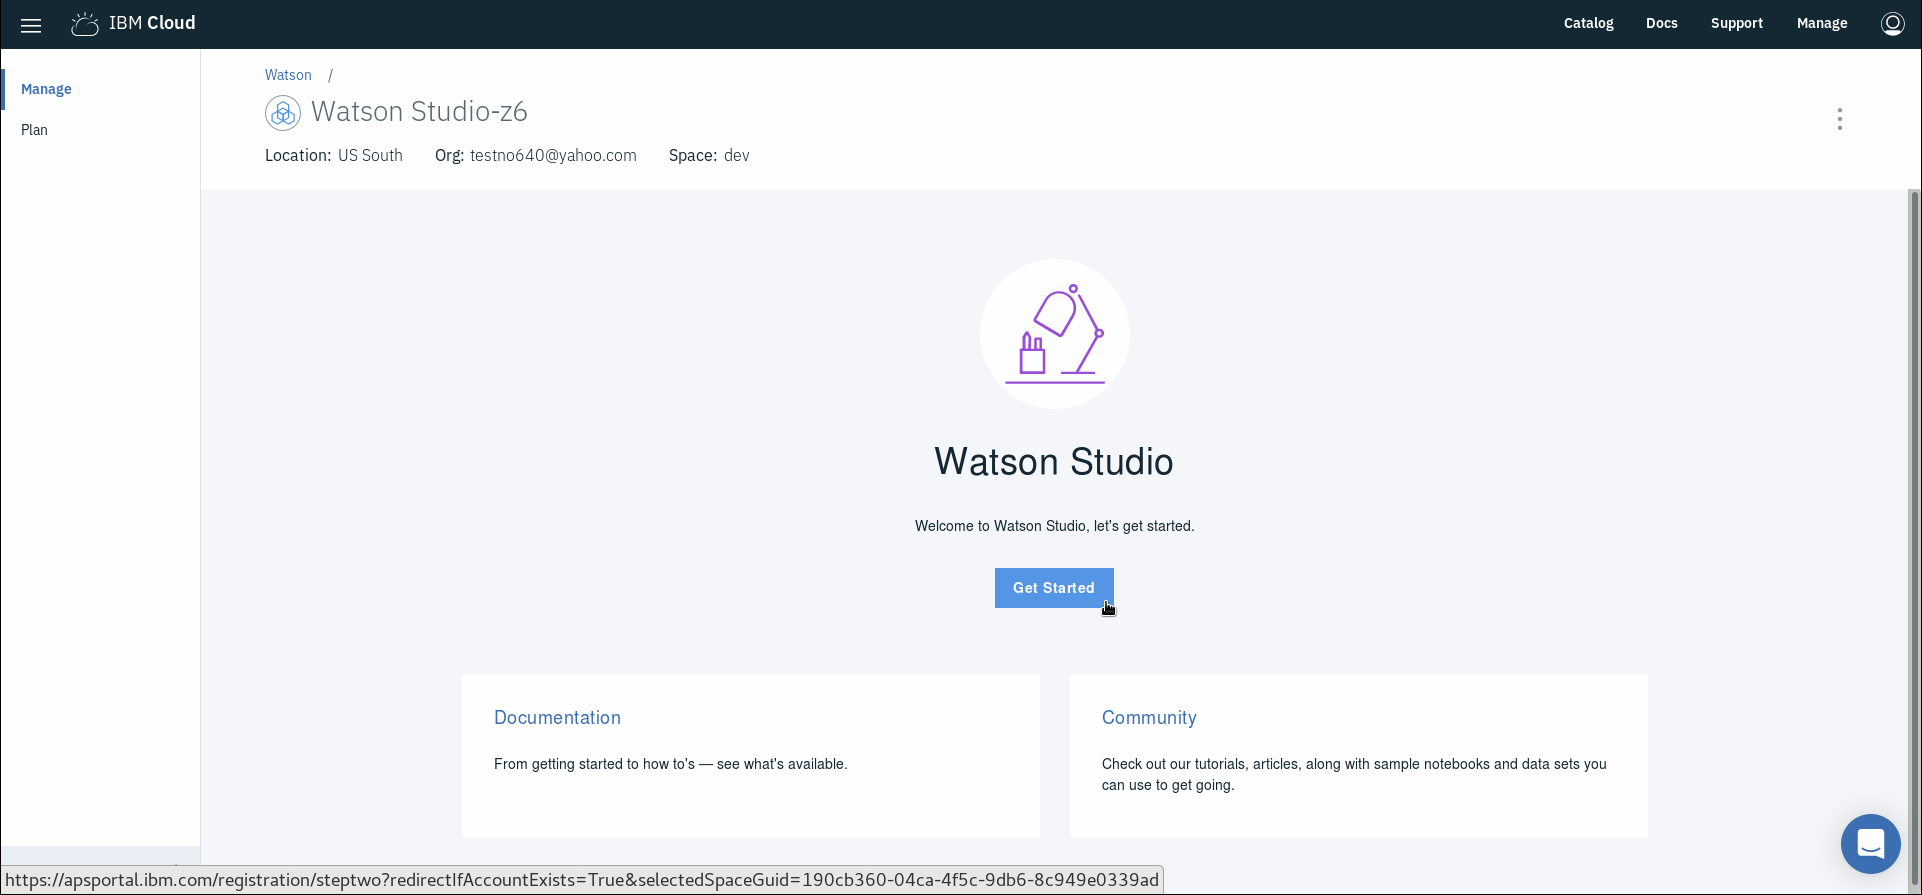 IBM Cloud
Catalog Docs Support Manage
Manage
Plan
Watson /
Watson Studio-z6
Location: US South Org: testno640@yahoo.com Space: dev
Watson Studio
Welcome to Watson Studio, let's get started.
Get Started
Documentation
From getting started to how to's — see what's available.
Community
Check out our tutorials, articles, along with sample notebooks and data sets you
can use to get going.
https://apsportal.ibm.com/registration/steptwo?redirectIfAccountExists=True&selectedSpaceGuid=190cb360-04ca-4f5c-9db6-8c949e0339ad